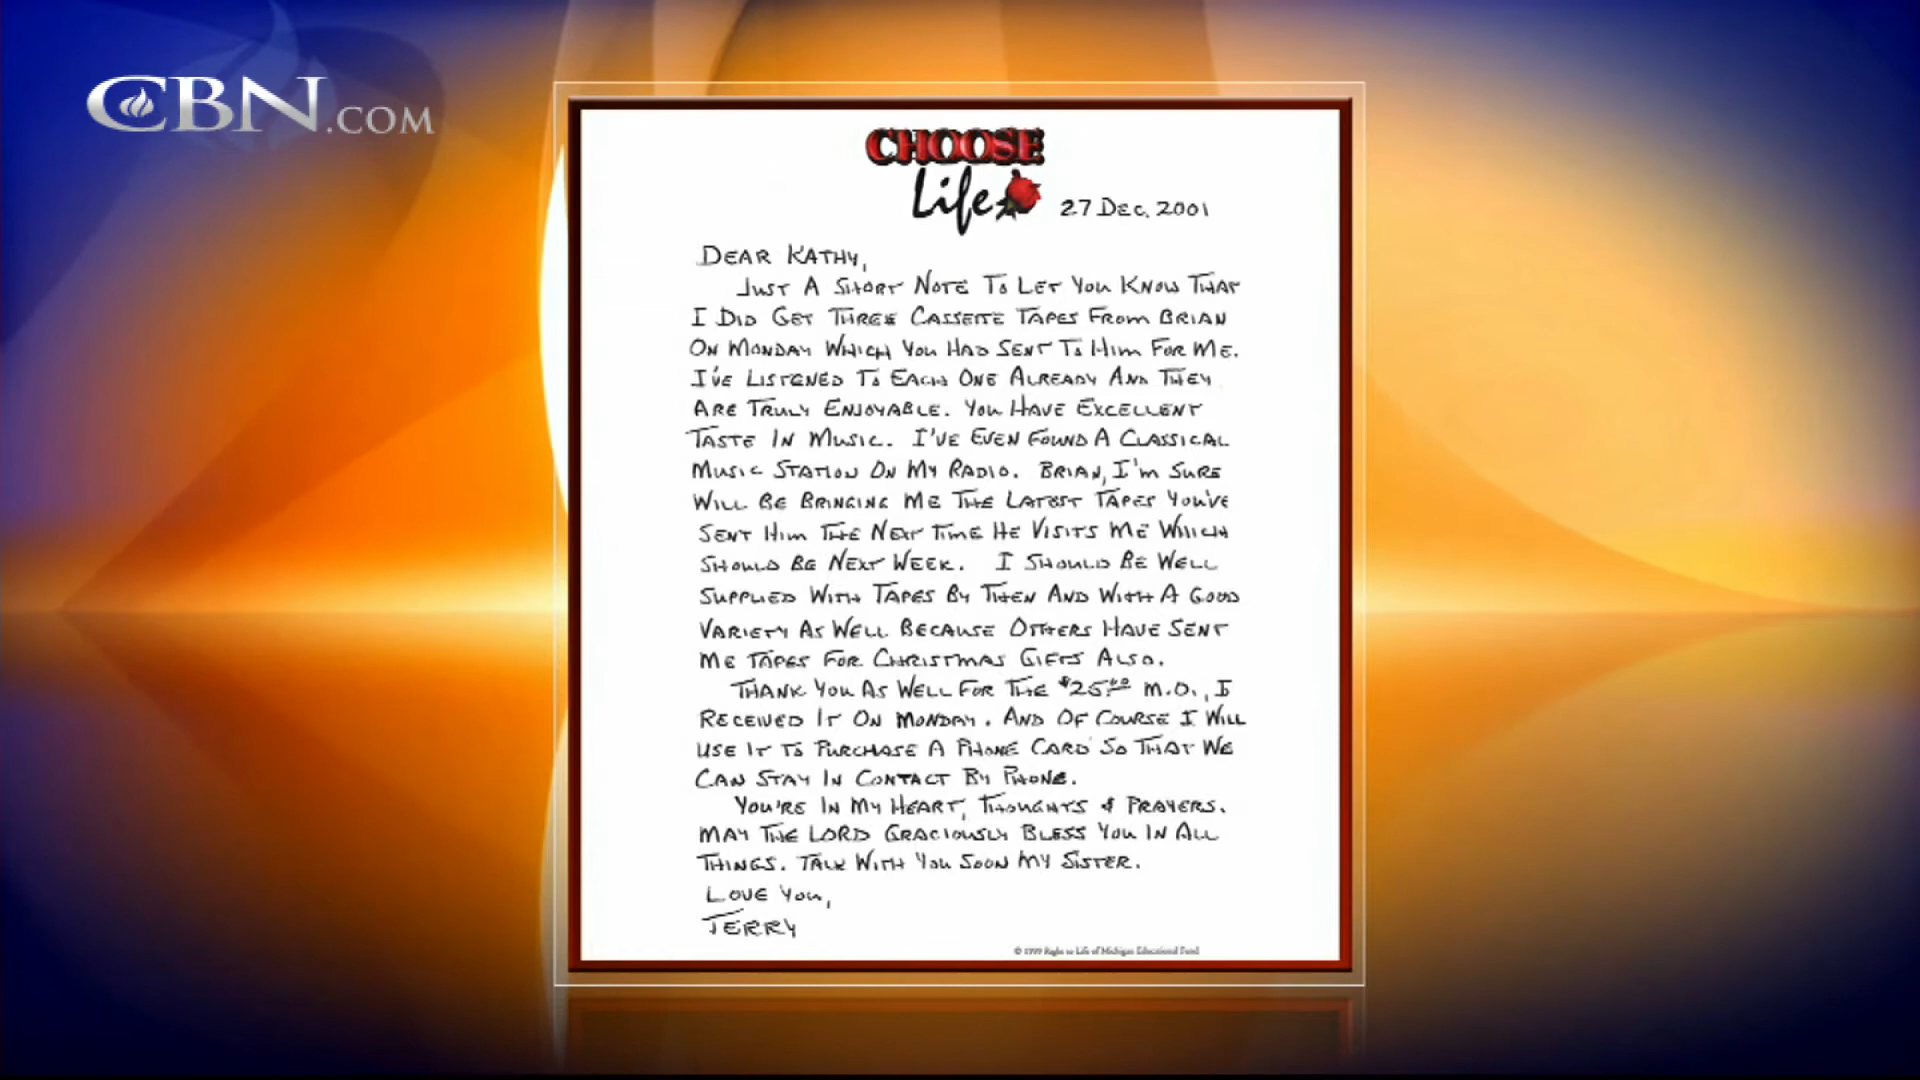 CBN.COM
CHOOSE
Life
27 Dec. 2001
DEAR KATHY,
JUST A SHORT NOTE TO LET YOU KNOW THAT
I DID GET THREE CASSETTE TAPES FROM BRIAN
ON MONDAY WHICH YOU HAD SENT TO HIM FOR ME.
I'VE LISTENED TO EACH ONE ALREADY AND THEY
ARE TRULY ENJOYABLE. YOU HAVE EXCELLENT
TASTE IN MUSIC. I'VE EVEN FOUND A CLASSICAL
MUSIC STATION ON MY RADIO. BRIAN, I'M SURE
WILL BE BRINGING ME THE LATEST TAPES YOU'VE
SENT HIM THE NEXT TIME HE VISITS ME WHICH
SHOULD BE NEXT WEEK. I SHOULD BE WELL
SUPPLIED WITH TAPES BY THEN AND WITH A GOOD
VARIETY AS WELL BECAUSE OTHERS HAVE SENT
ME TAPES FOR CHRISTMAS GIFTS ALSO.
THANK YOU AS WELL FOR THE $25.00 M.O., I
RECEIVED IT ON MONDAY. AND OF COURSE I WILL
USE IT TO PURCHASE A PHONE CARD SO THAT WE
CAN STAY IN CONTACT BY PHONE.
YOU'RE IN MY HEART, THOUGHTS & PRAYERS.
MAY THE LORD GRACIOUSLY BLESS YOU IN ALL
THINGS. TALK WITH YOU SOON MY SISTER.
LOVE YOU,
TERRY
© 1999 Right to Life of Michigan Educational Fund